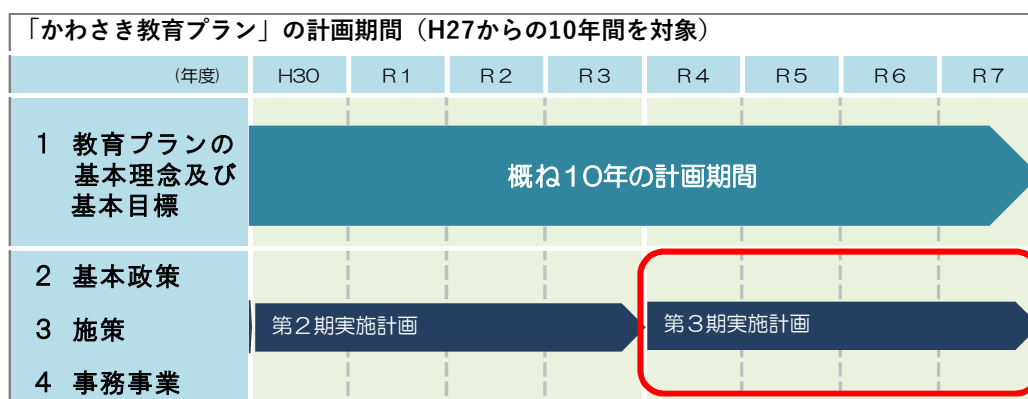 「かわさき教育プラン」の計画期間（H27からの10年間を対象）
(年度) H30 R1 R2 R3 R4 R5 R6 R7
1 教育プランの
基本理念及び
基本目標
概ね10年の計画期間
2 基本政策
3 施策
4 事務事業
第2期実施計画
第3期実施計画